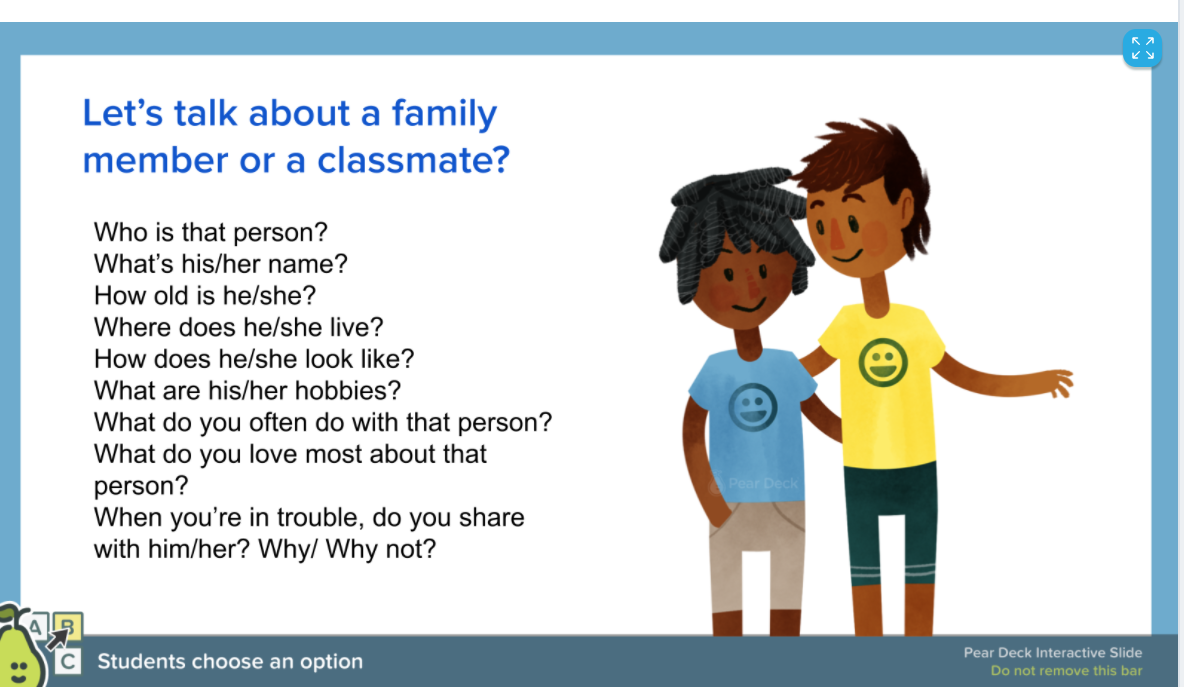 Let's talk about a family
member or a classmate?
Who is that person?
What's his/her name?
How old is he/she?
Where does he/she live?
How does he/she look like?
What are his/her hobbies?
What do you often do with that person?
What do you love most about that
person?
When you're in trouble, do you share
with him/her? Why/ Why not?
Pear Deck
A B
C
Students choose an option
Pear Deck Interactive Slide
Do not remove this bar